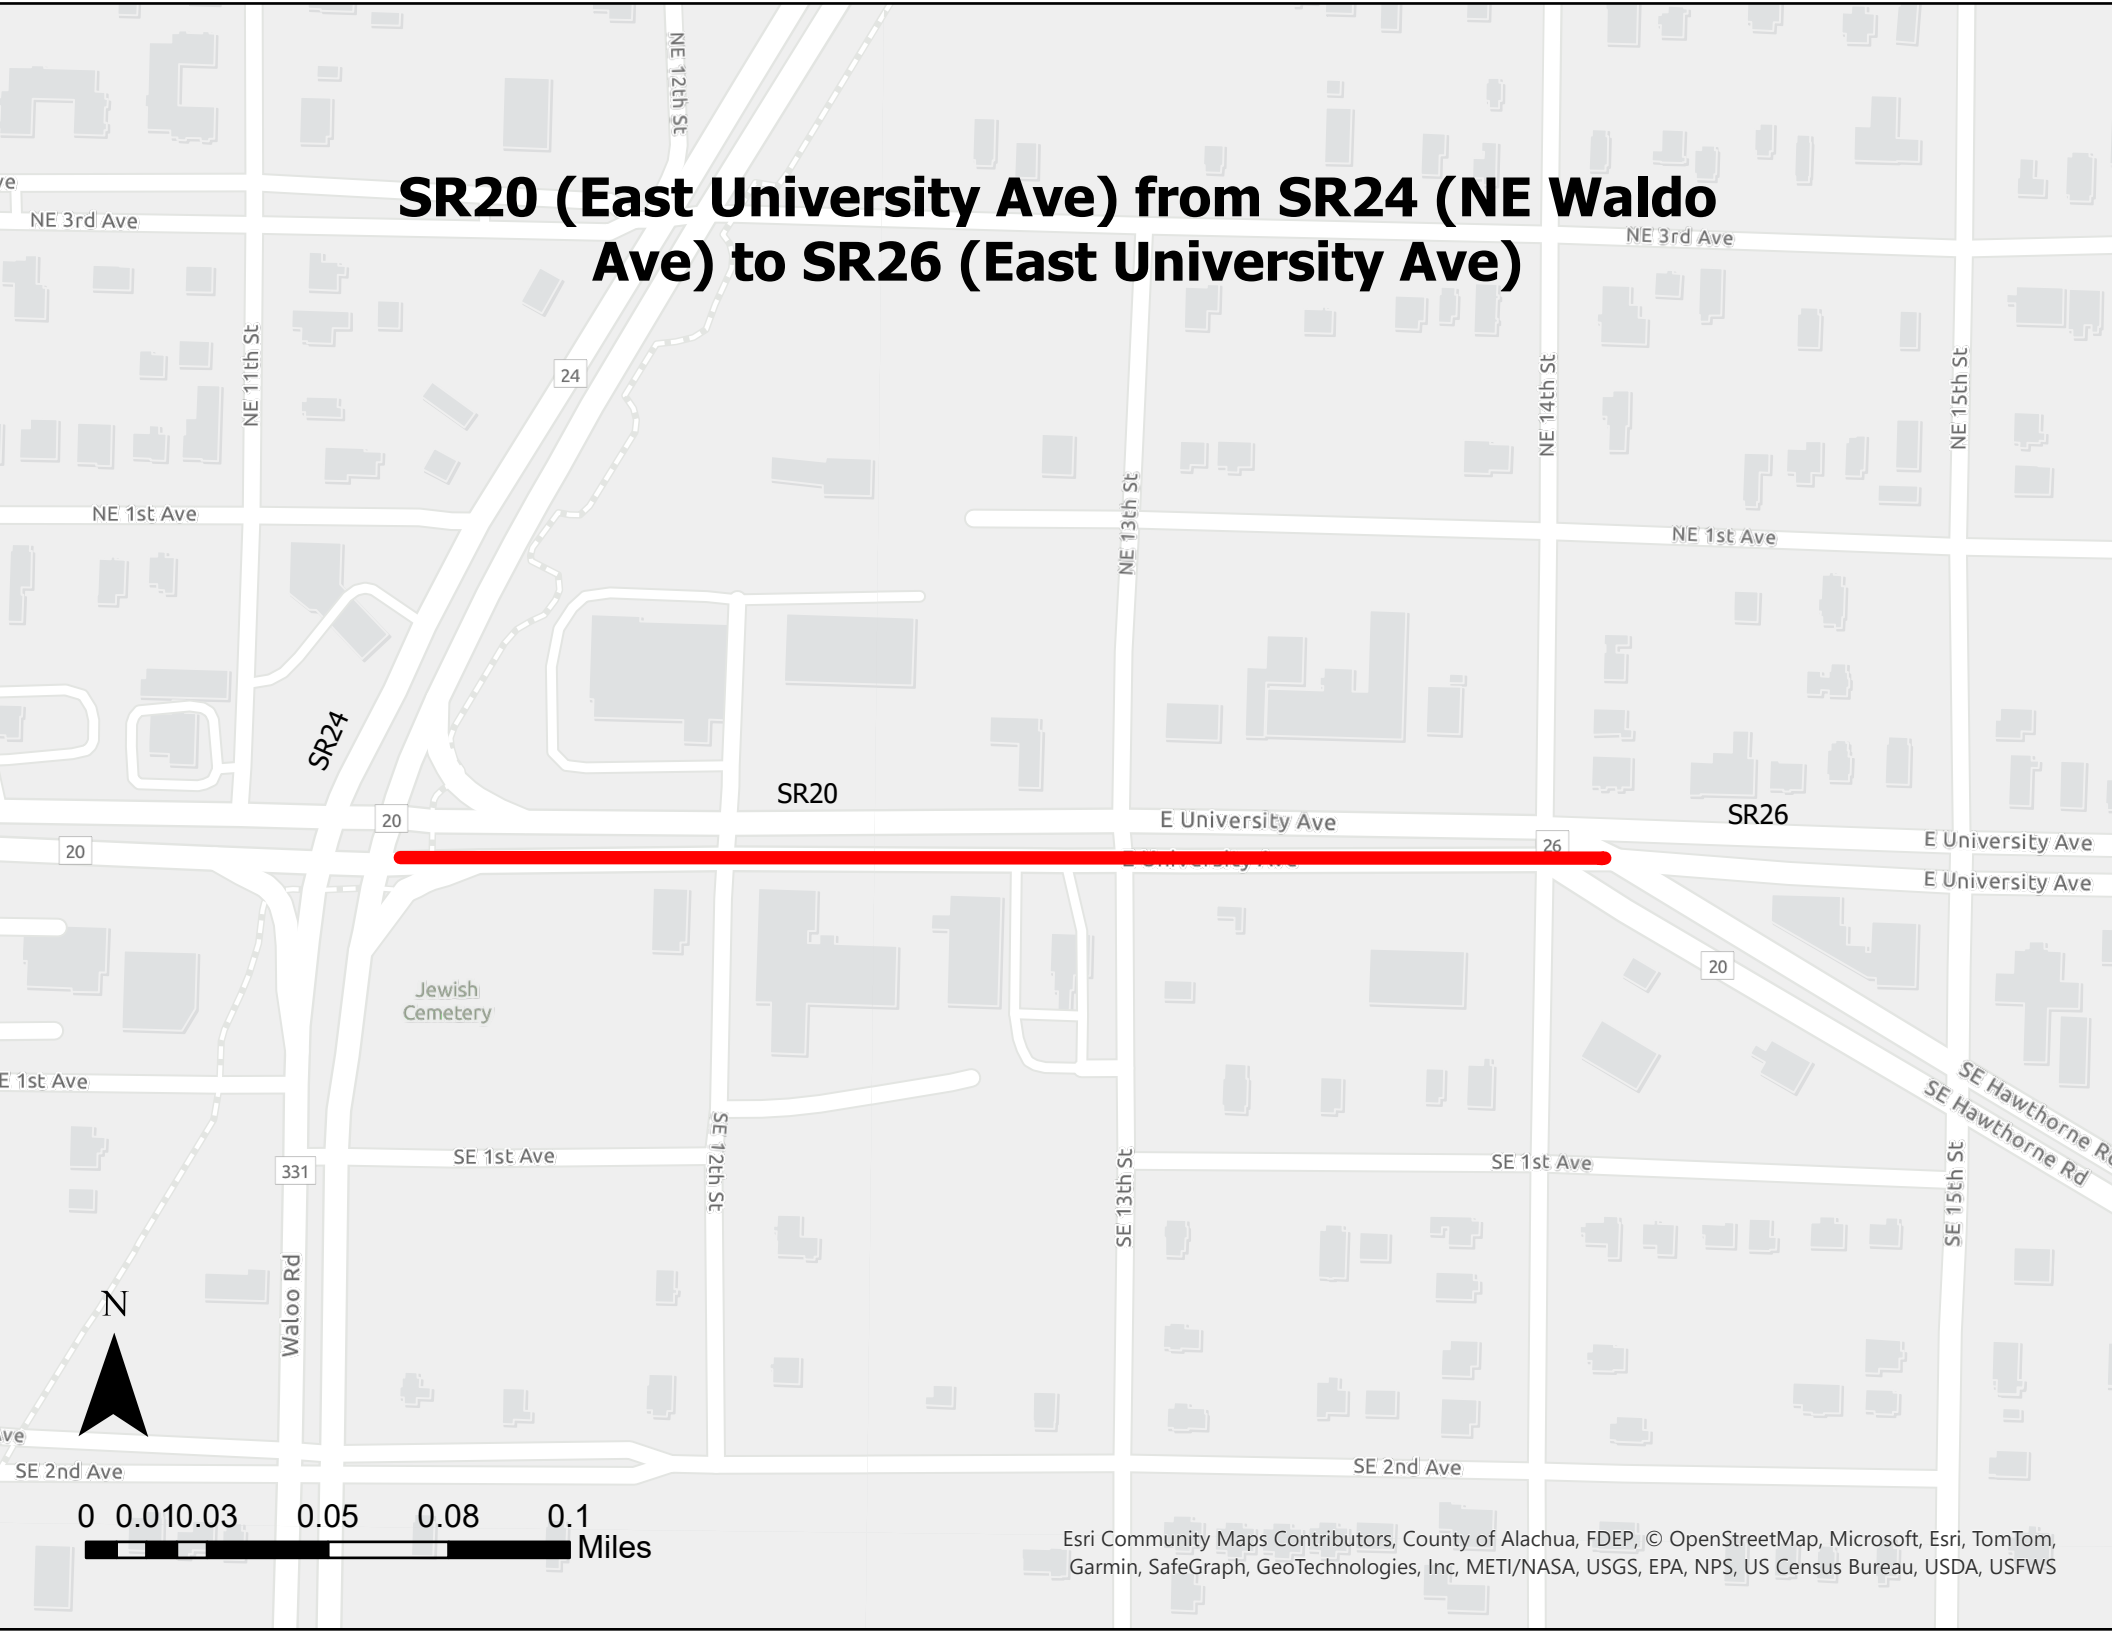 NE 12th St
SR20 (East University Ave) from SR24 (NE Waldo
Ave) to SR26 (East University Ave)
ve
NE 3rd Ave
NE 3rd Ave
24
NE 11th St
NE 14th St
NE 15th St
NE 1st Ave
NE 13th St
NE 1st Ave
SR24
SR20
SR26
20
E University Ave
20
E University Ave
26
E University Ave
E University Ave
20
Jewish
Cemetery
E 1st Ave
SE Hawthorne Rd
SE Hawthorne Rd
SE 12th St
SE 1st Ave
SE 13th St
SE 1st Ave
SE 15th St
331
Waloo Rd
N
ve
SE 2nd Ave
SE 2nd Ave
0 0.010.03 0.05 0.08 0.1
Miles
Esri Community Maps Contributors, County of Alachua, FDEP, © OpenStreetMap, Microsoft, Esri, TomTom,
Garmin, SafeGraph, GeoTechnologies, Inc, METI/NASA, USGS, EPA, NPS, US Census Bureau, USDA, USFWS